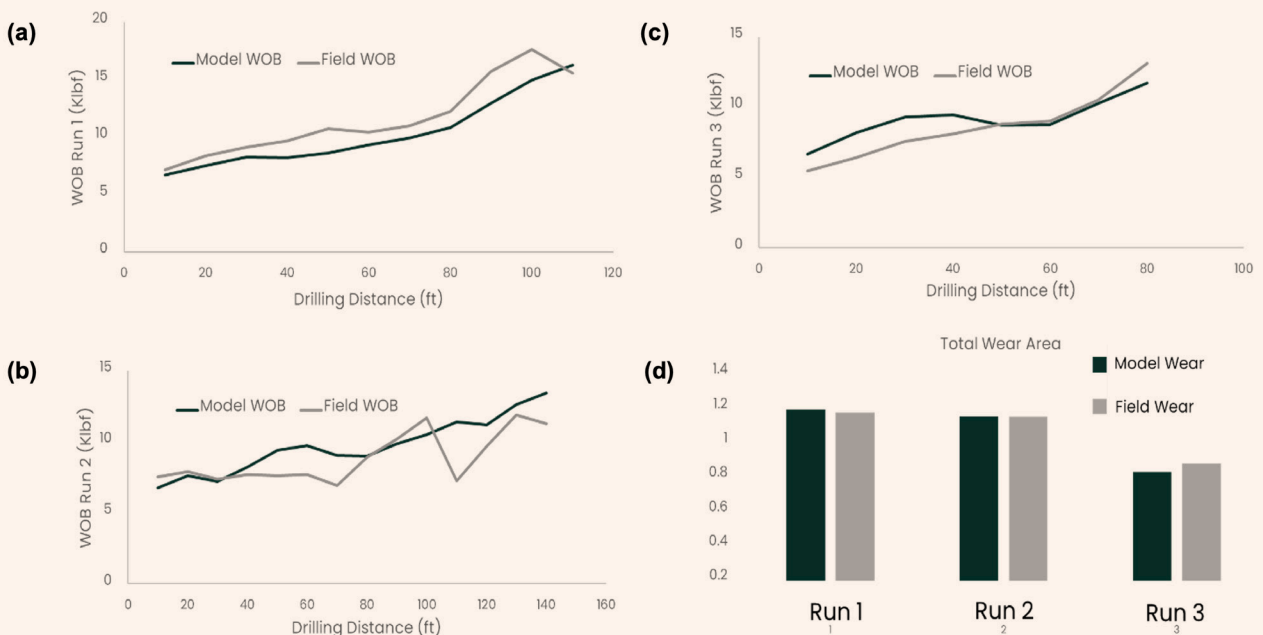 (a)
20
15
10
5
0
WOB Run 1 (Klbf)
Model WOB
Field WOB
0 20 40 60 80 100 120
Drilling Distance (ft)
(c)
15
10
5
0
WOB Run 3 (Klbf)
Model WOB
Field WOB
0 20 40 60 80 100
Drilling Distance (ft)
(b)
15
10
5
0
WOB Run 2 (Klbf)
Model WOB
Field WOB
0 20 40 60 80 100 120 140 160
Drilling Distance (ft)
(d)
Total Wear Area
Model Wear
Field Wear
1.4
1.2
1
0.8
0.6
0.4
0.2
Run 1 Run 2 Run 3
1 2 3